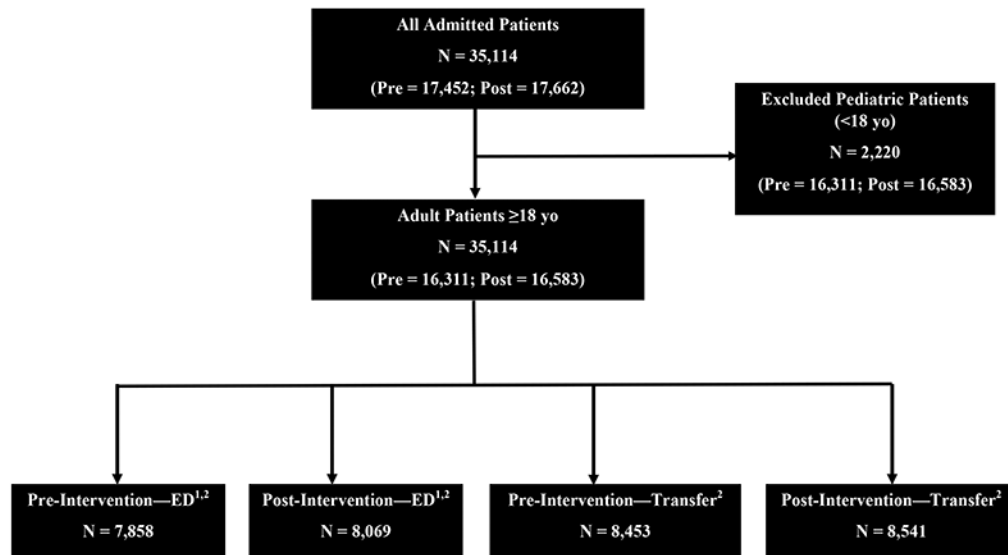 All Admitted Patients
N = 35,114
(Pre = 17,452; Post = 17,662)
Excluded Pediatric Patients
(<18 yo)
N = 2,220
(Pre = 16,311; Post = 16,583)
Adult Patients ≥18 yo
N = 35,114
(Pre = 16,311; Post = 16,583)
Pre-Intervention—ED1,2
N = 7,858
Post-Intervention—ED1,2
N = 8,069
Pre-Intervention—Transfer2
N = 8,453
Post-Intervention—Transfer2
N = 8,541